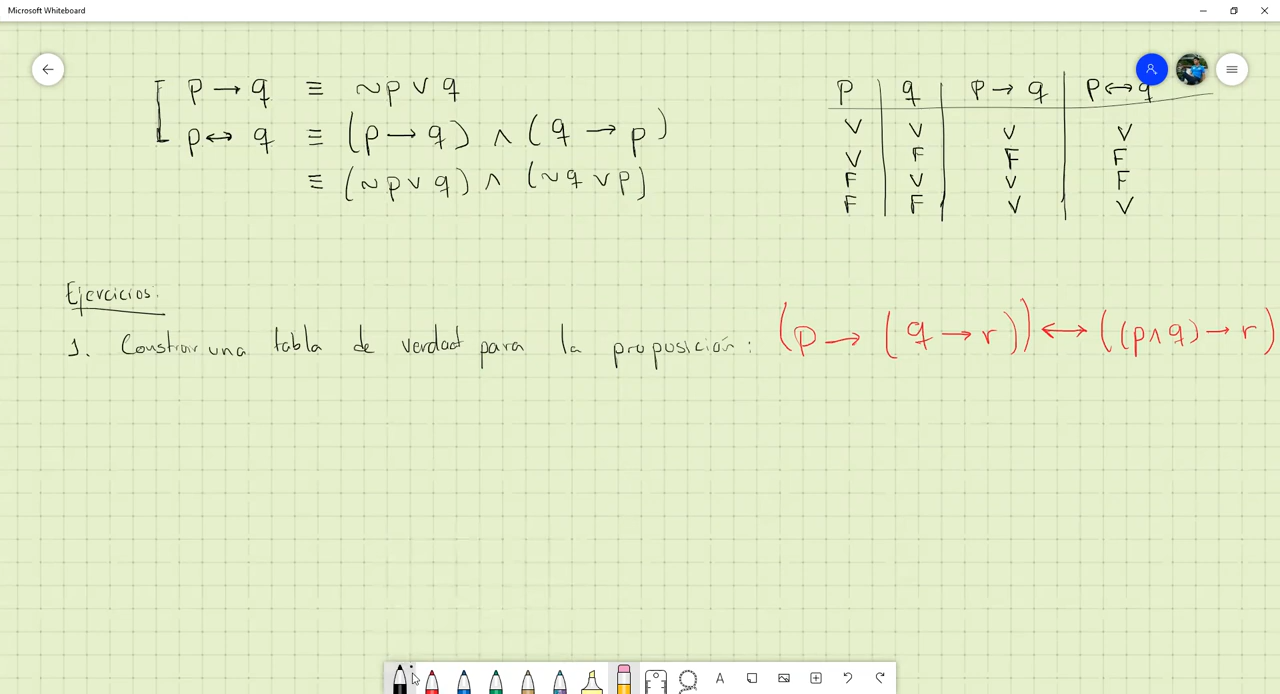 Microsoft Whiteboard
p → q ≡ ~p ∨ q
p ↔ q ≡ (p → q) ∧ (q → p)
≡ (~p ∨ q) ∧ (~q ∨ p)
P q P → q P ↔ q
V V V V
V F F F
F V V F
F F V V
Ejercicios.
1. Construir una tabla de verdad para la proposición: (p → (q → r)) ↔ ((p ∧ q) → r)
A